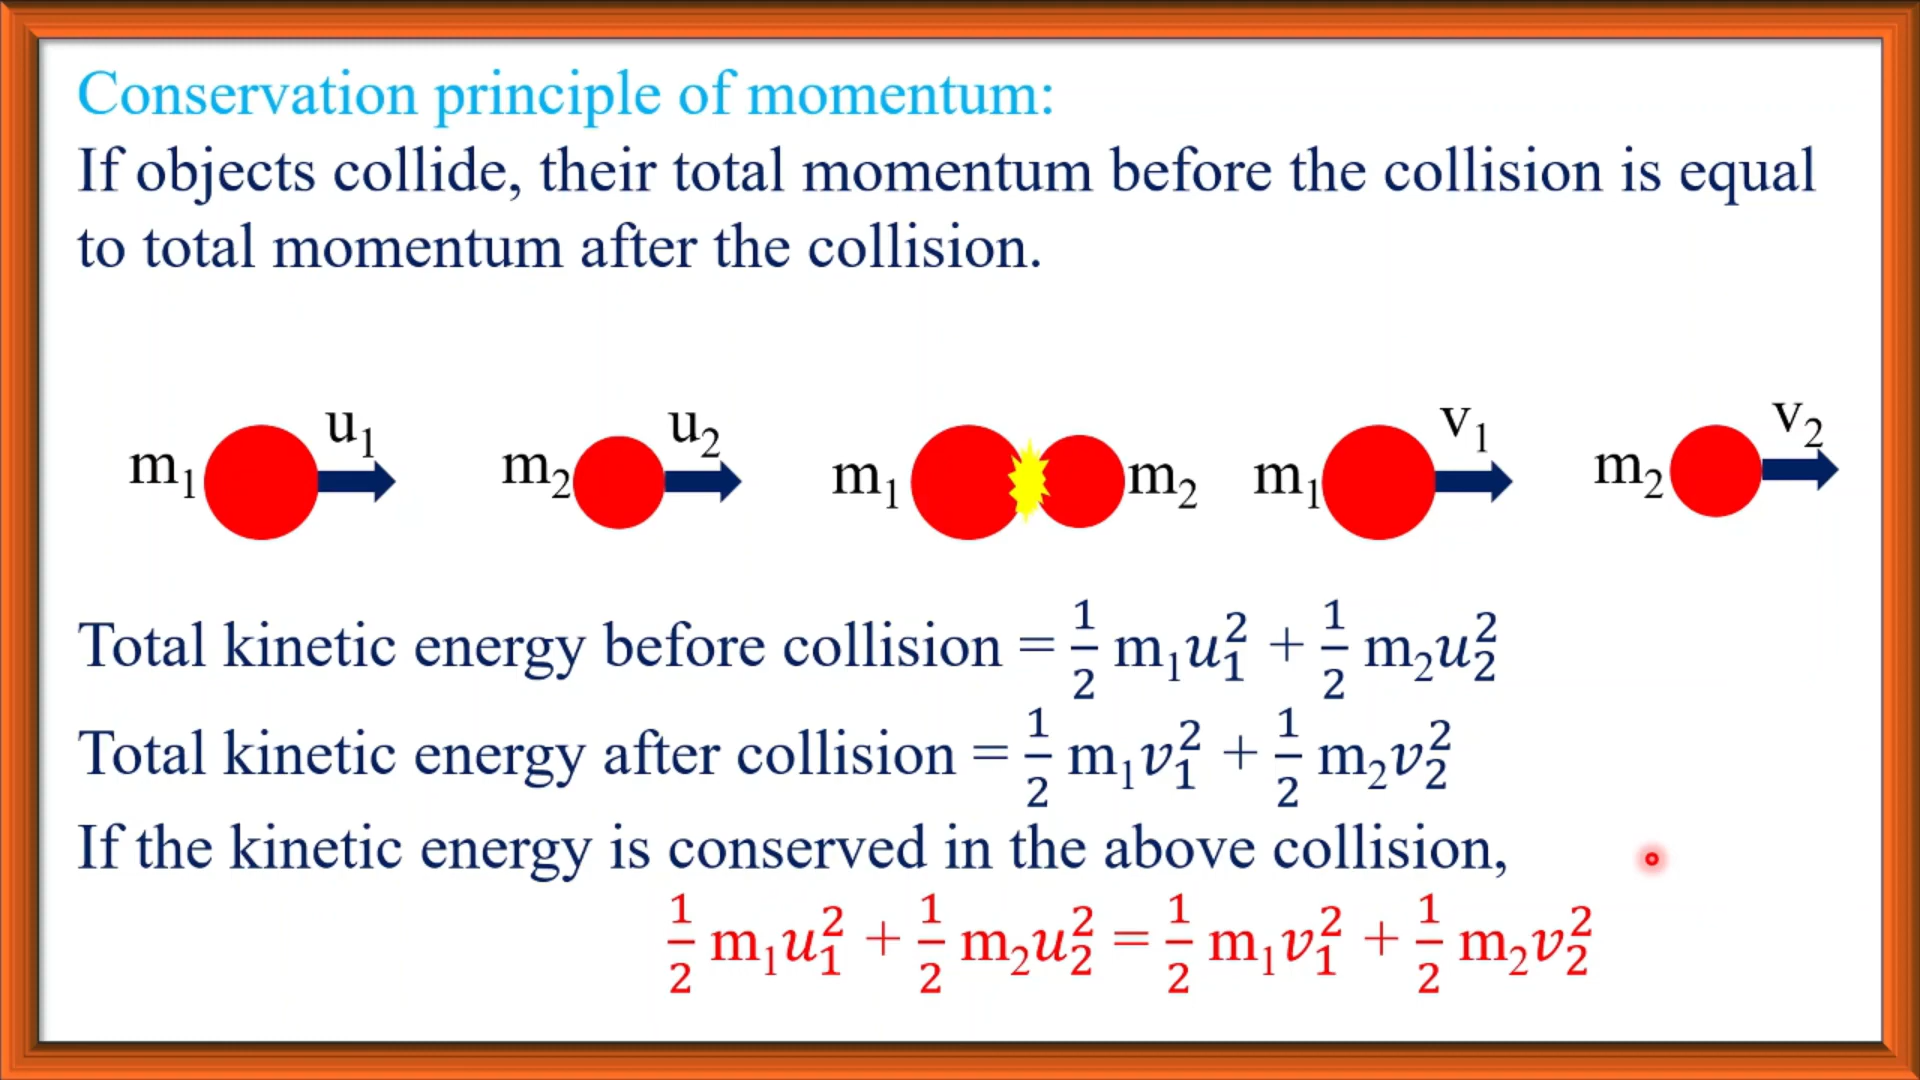 Conservation principle of momentum:
If objects collide, their total momentum before the collision is equal
to total momentum after the collision.
m₁ u₁ m₂ u₂ m₁ m₂ m₁ v₁ m₂ v₂
Total kinetic energy before collision = ½ m₁u₁² + ½ m₂u₂²
Total kinetic energy after collision = ½ m₁v₁² + ½ m₂v₂²
If the kinetic energy is conserved in the above collision,
½ m₁u₁² + ½ m₂u₂² = ½ m₁v₁² + ½ m₂v₂²